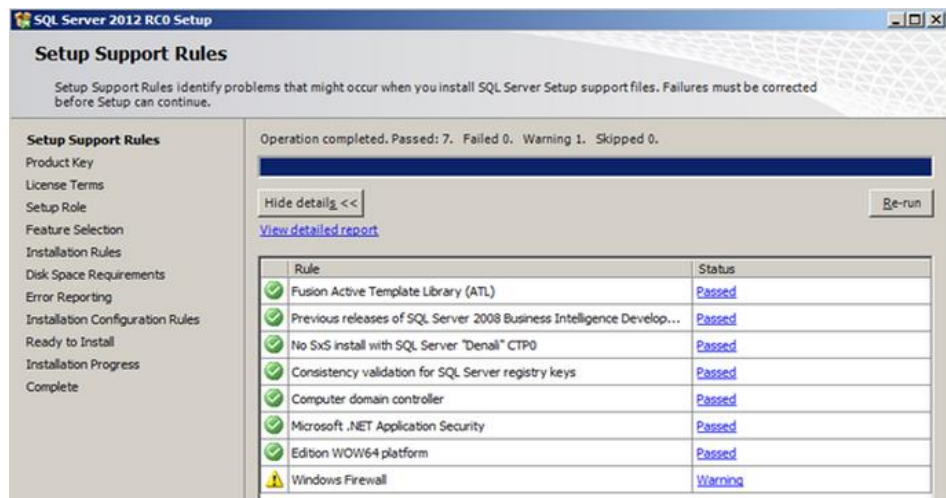 SQL Server 2012 RC0 Setup
Setup Support Rules
Setup Support Rules identify problems that might occur when you install SQL Server Setup support files. Failures must be corrected
before Setup can continue.
Setup Support Rules
Product Key
License Terms
Setup Role
Feature Selection
Installation Rules
Disk Space Requirements
Error Reporting
Installation Configuration Rules
Ready to Install
Installation Progress
Complete
Operation completed. Passed: 7. Failed 0. Warning 1. Skipped 0.
Hide details <<
Re-run
View detailed report
Rule Status
Fusion Active Template Library (ATL) Passed
Previous releases of SQL Server 2008 Business Intelligence Develop... Passed
No SxS install with SQL Server "Denali" CTP0 Passed
Consistency validation for SQL Server registry keys Passed
Computer domain controller Passed
Microsoft .NET Application Security Passed
Edition WOW64 platform Passed
Windows Firewall Warning